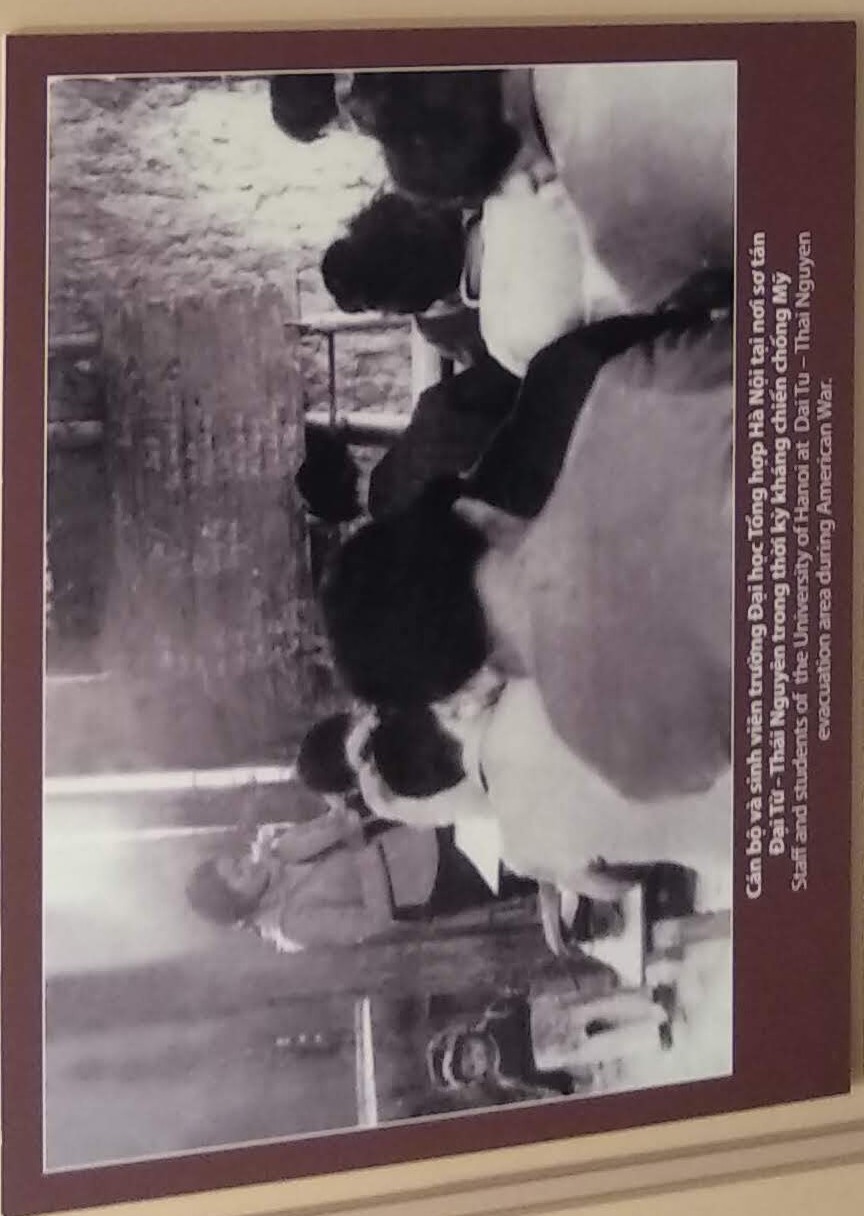 Cán bộ và sinh viên trường Đại học Tổng hợp Hà Nội tại nơi sơ tán
Đại Từ - Thái Nguyên trong thời kỳ kháng chiến chống Mỹ
Staff and students of the University of Hanoi at Dai Tu – Thai Nguyen
evacuation area during American War.